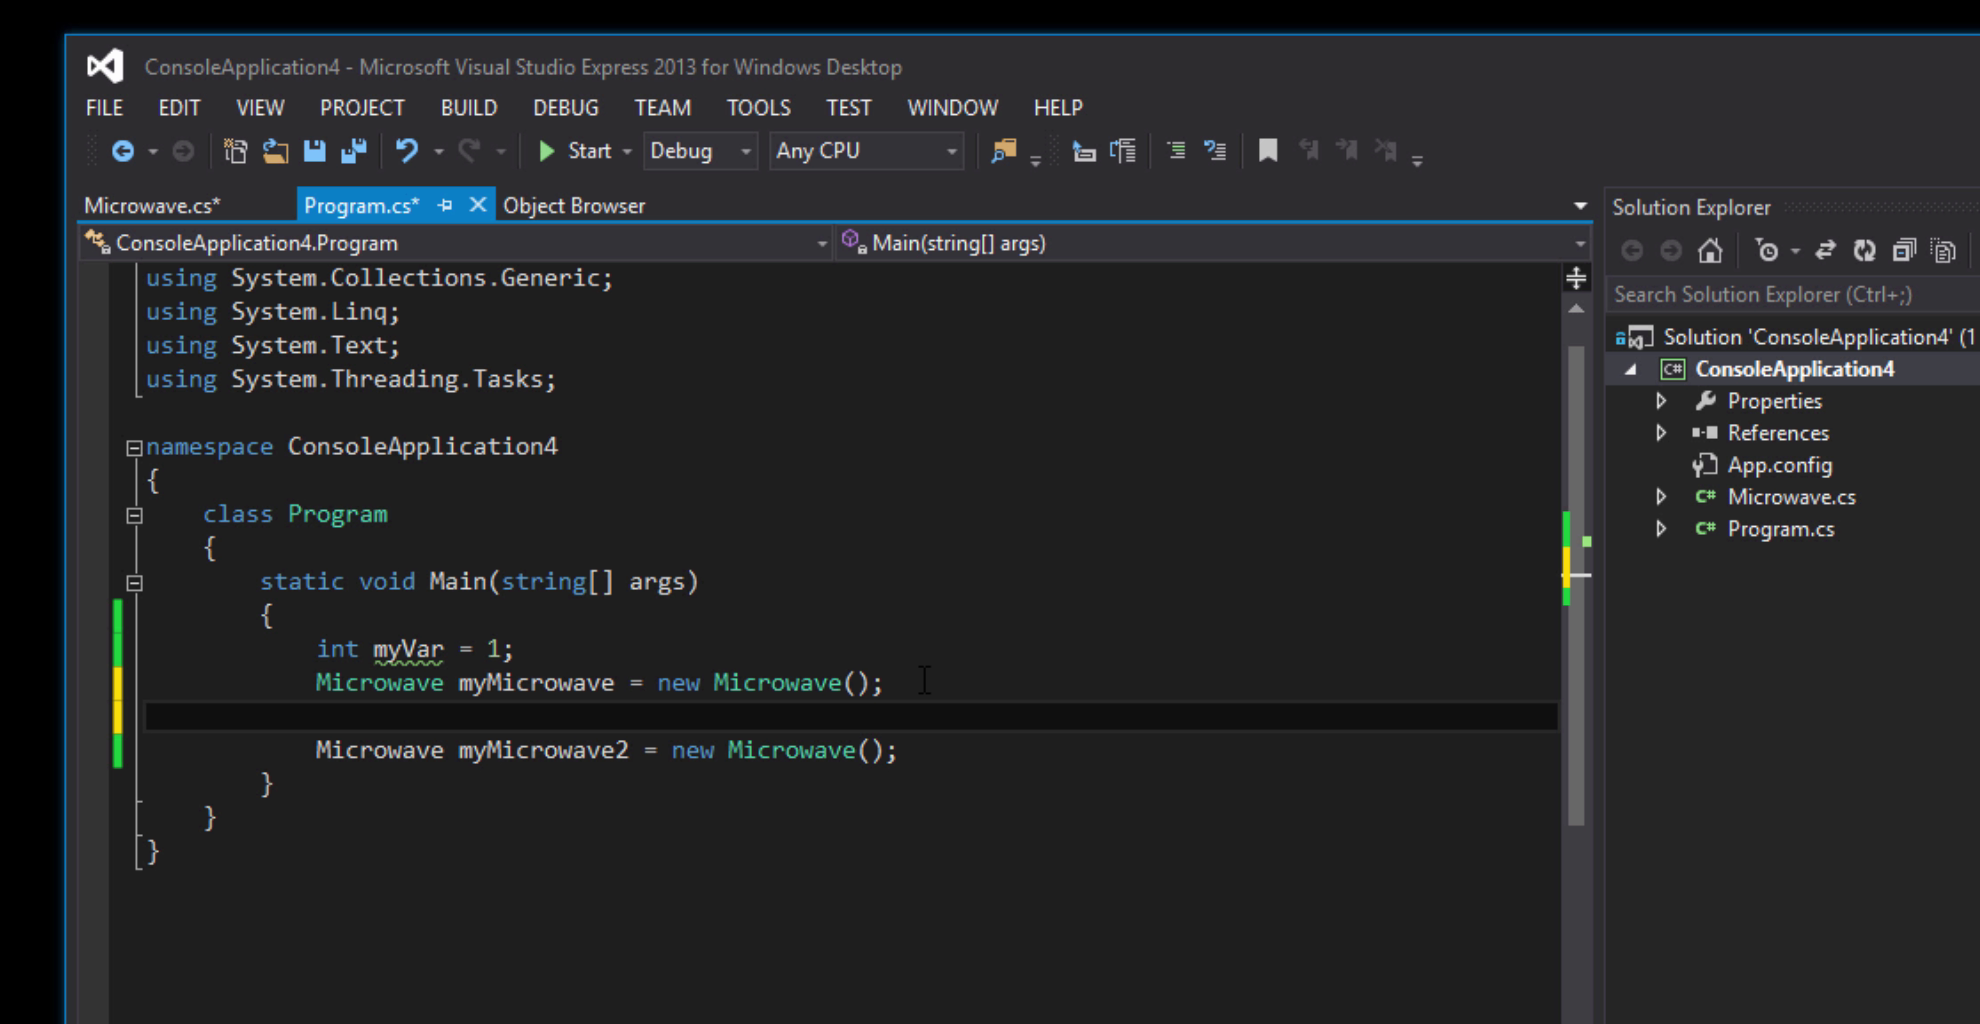 ConsoleApplication4 - Microsoft Visual Studio Express 2013 for Windows Desktop
FILE EDIT VIEW PROJECT BUILD DEBUG TEAM TOOLS TEST WINDOW HELP
Start Debug Any CPU
Microwave.cs* Program.cs* Object Browser
ConsoleApplication4.Program Main(string[] args)
using System.Collections.Generic;
using System.Linq;
using System.Text;
using System.Threading.Tasks;
namespace ConsoleApplication4
{
class Program
{
static void Main(string[] args)
{
int myVar = 1;
Microwave myMicrowave = new Microwave();
Microwave myMicrowave2 = new Microwave();
}
}
}
Solution Explorer
Search Solution Explorer (Ctrl+;)
Solution 'ConsoleApplication4' (1
C# ConsoleApplication4
Properties
References
App.config
C# Microwave.cs
C# Program.cs